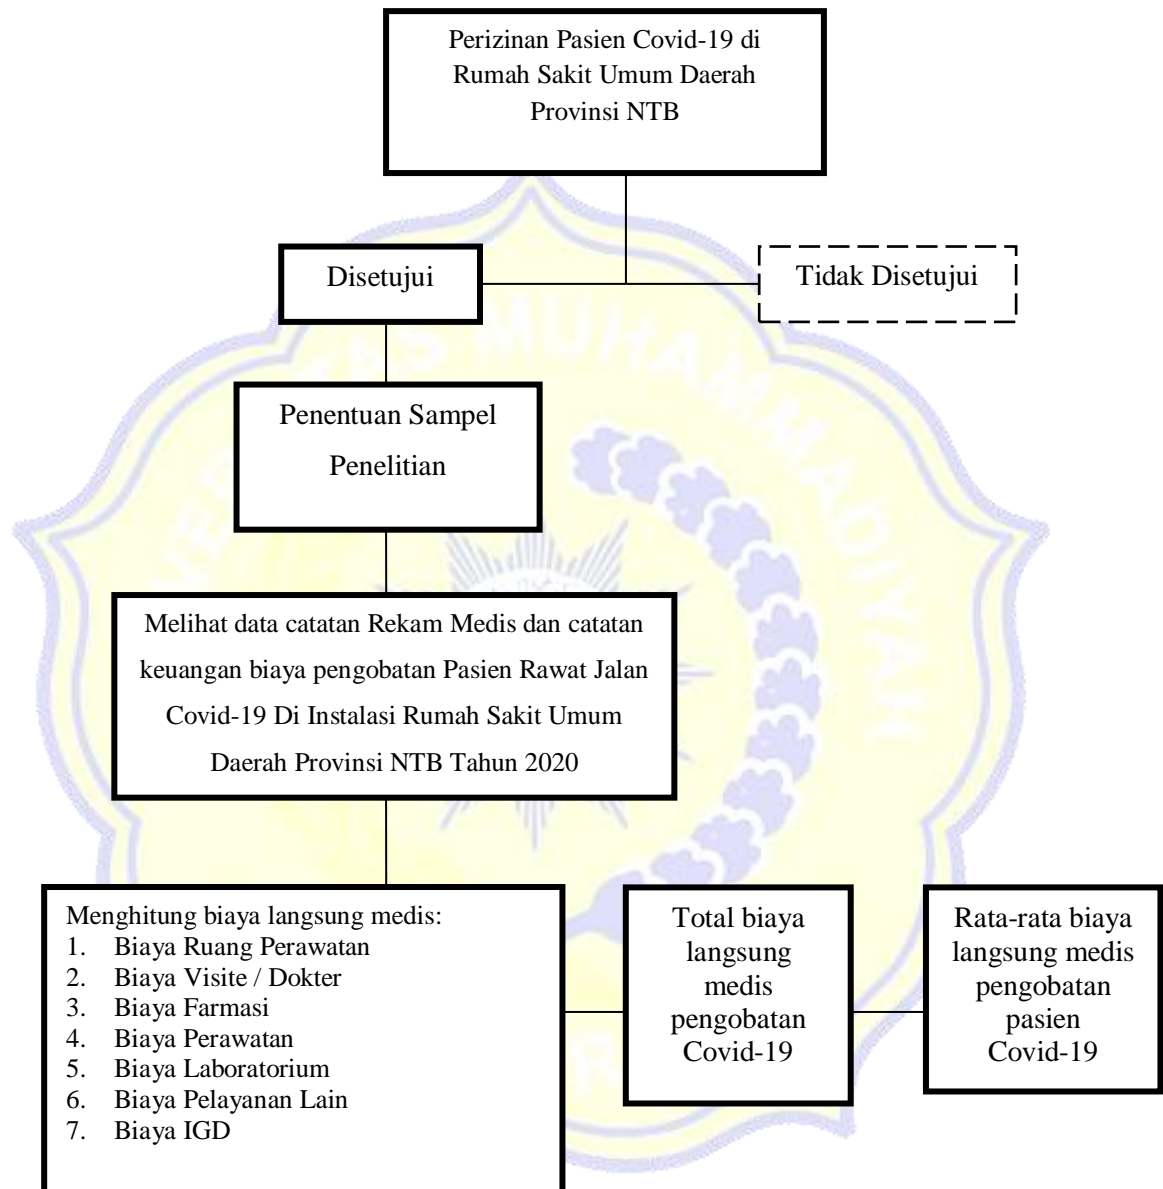 Perizinan Pasien Covid-19 di
Rumah Sakit Umum Daerah
Provinsi NTB
Disetujui
Tidak Disetujui
Penentuan Sampel
Penelitian
Melihat data catatan Rekam Medis dan catatan
keuangan biaya pengobatan Pasien Rawat Jalan
Covid-19 Di Instalasi Rumah Sakit Umum
Daerah Provinsi NTB Tahun 2020
Menghitung biaya langsung medis:
1. Biaya Ruang Perawatan
2. Biaya Visite / Dokter
3. Biaya Farmasi
4. Biaya Perawatan
5. Biaya Laboratorium
6. Biaya Pelayanan Lain
7. Biaya IGD
Total biaya
langsung
medis
pengobatan
Covid-19
Rata-rata biaya
langsung medis
pengobatan
pasien
Covid-19
MUHAMMADIYAH